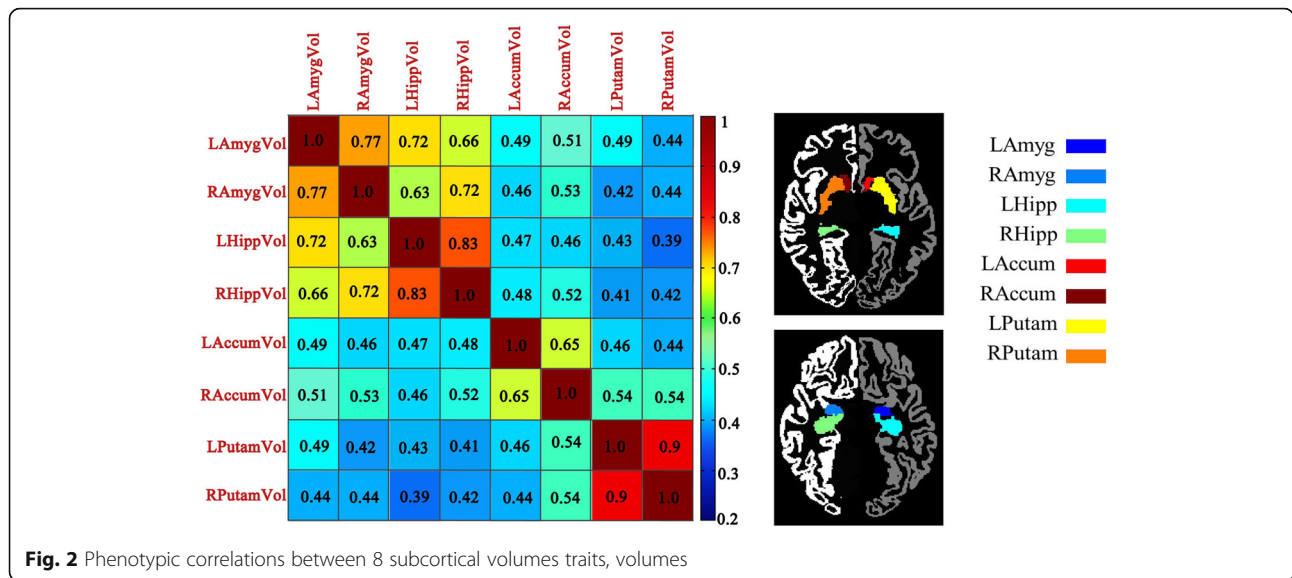 LAmygVol RAmygVol LHippVol RHippVol LAccumVol RAccumVol LPutamVol RPutamVol
LAmygVol 1.0 0.77 0.72 0.66 0.49 0.51 0.49 0.44
RAmygVol 0.77 1.0 0.63 0.72 0.46 0.53 0.42 0.44
LHippVol 0.72 0.63 1.0 0.83 0.47 0.46 0.43 0.39
RHippVol 0.66 0.72 0.83 1.0 0.48 0.52 0.41 0.42
LAccumVol 0.49 0.46 0.47 0.48 1.0 0.65 0.46 0.44
RAccumVol 0.51 0.53 0.46 0.52 0.65 1.0 0.54 0.54
LPutamVol 0.49 0.42 0.43 0.41 0.46 0.54 1.0 0.9
RPutamVol 0.44 0.44 0.39 0.42 0.44 0.54 0.9 1.0
1
0.9
0.8
0.7
0.6
0.5
0.4
0.3
0.2
LAmyg
RAmyg
LHipp
RHipp
LAccum
RAccum
LPutam
RPutam
Fig. 2 Phenotypic correlations between 8 subcortical volumes traits, volumes